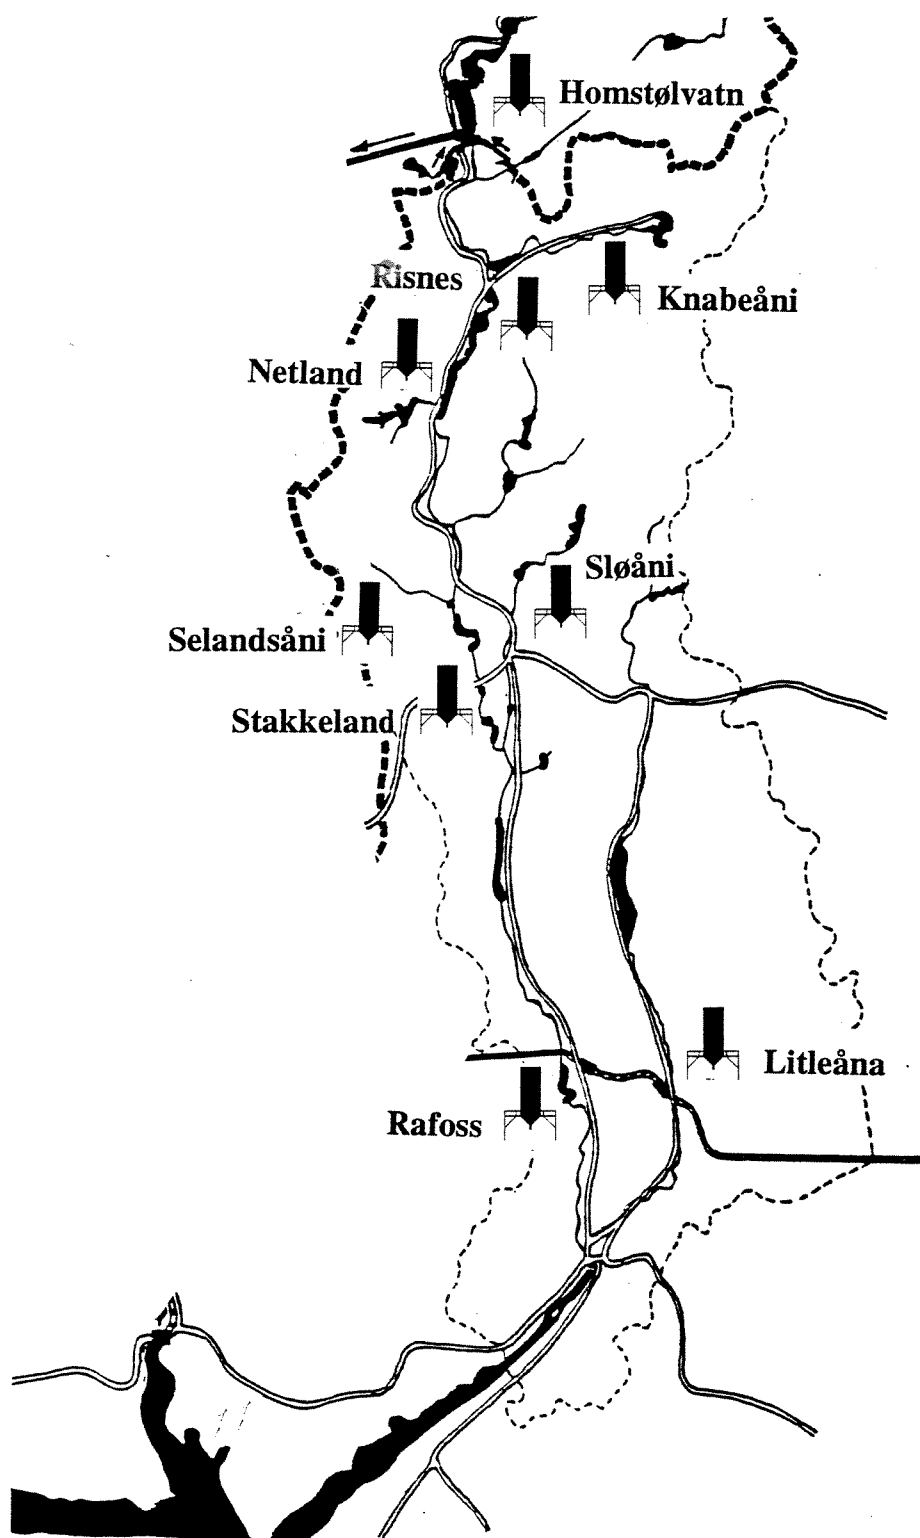 Homstølvatn
Risnes
Knabeåni
Netland
Sløåni
Selandsåni
Stakkeland
Litleåna
Rafoss